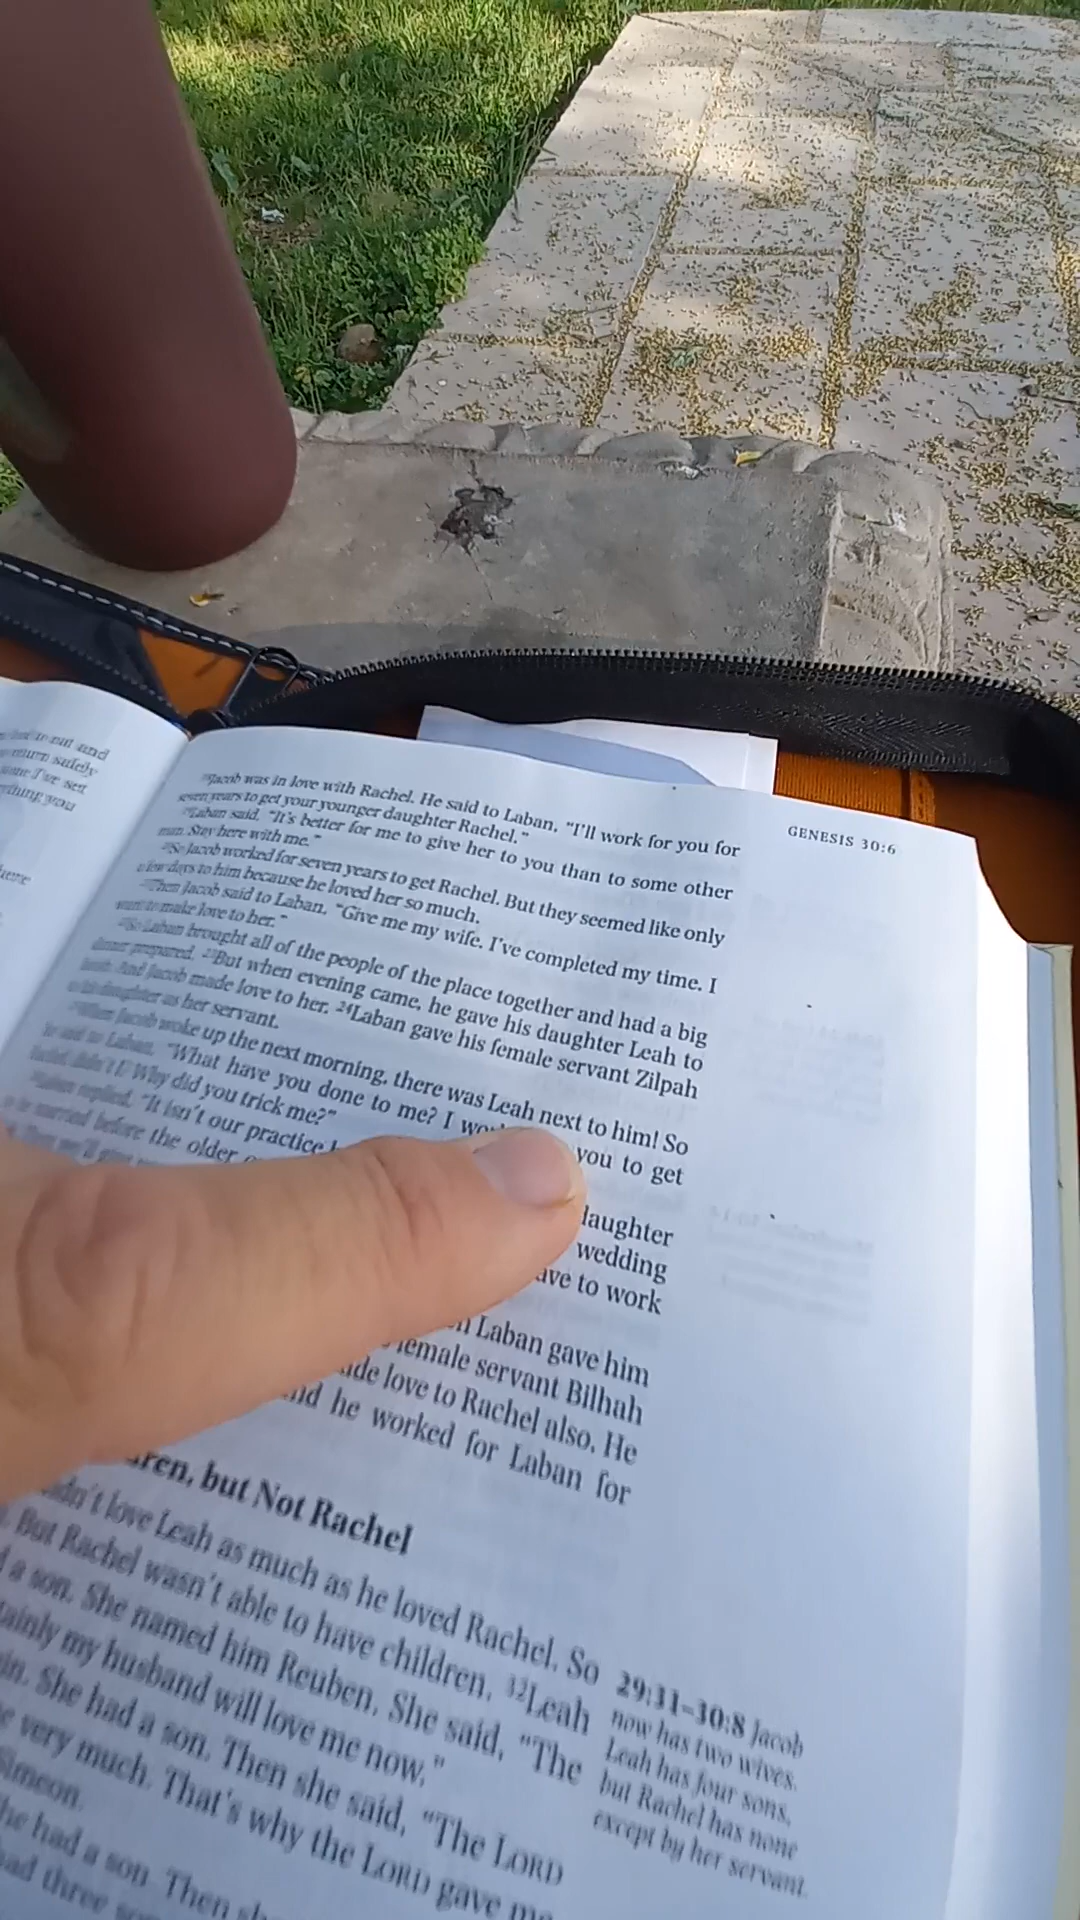 out and
return safely
I've set
you
GENESIS 30:6
Jacob was in love with Rachel. He said to Laban, “I'll work for you for
seven years to get your younger daughter Rachel.”
Laban said, “It's better for me to give her to you than to some other
man. Stay here with me.”
So Jacob worked for seven years to get Rachel. But they seemed like only
a few days to him because he loved her so much.
Then Jacob said to Laban, “Give me my wife. I've completed my time. I
want to make love to her.”
So Laban brought all of the people of the place together and had a big
dinner prepared. 23But when evening came, he gave his daughter Leah to
Jacob. And Jacob made love to her. 24Laban gave his female servant Zilpah
to his daughter as her servant.
When Jacob woke up the next morning, there was Leah next to him! So
he said to Laban, “What have you done to me? I you to get
Rachel, didn't I? Why did you trick me?”
Laban replied, “It isn't our practice
married before the older daughter
wedding
to work
Laban gave him
female servant Bilhah
love to Rachel also. He
he worked for Laban for
but Not Rachel
love Leah as much as he loved Rachel. So
But Rachel wasn't able to have children. 32Leah
a son. She named him Reuben. She said, “The
my husband will love me now.”
She had a son. Then she said, “The LORD
very much. That's why the LORD gave me
Simeon.
had a son. Then
had three
29:31–30:8 Jacob
now has two wives.
Leah has four sons,
but Rachel has none
except by her servant.